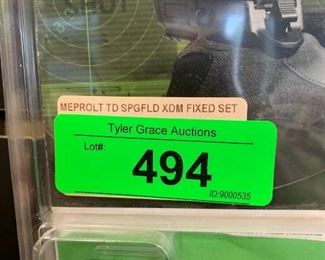 MEPROLT TD SPGFLD XDM FIXED SET
Tyler Grace Auctions
Lot#:
494
ID:9000535